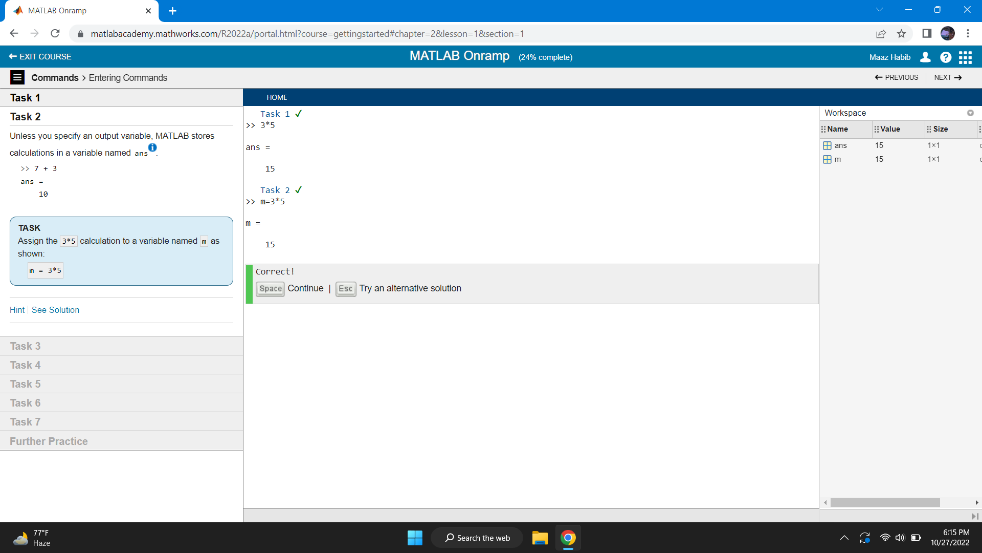 MATLAB Onramp
matlabacademy.mathworks.com/R2022a/portal.html?course=gettingstarted#chapter=2&lesson=1&section=1
EXIT COURSE
MATLAB Onramp (24% complete)
Maaz Habib
Commands > Entering Commands
PREVIOUS
NEXT
Task 1
Task 2
Unless you specify an output variable, MATLAB stores
calculations in a variable named ans.
>> 7 + 3
ans =
10
TASK
Assign the 3*5 calculation to a variable named m as
shown:
m = 3*5
Hint See Solution
Task 3
Task 4
Task 5
Task 6
Task 7
Further Practice
HOME
Task 1 ✓
>> 3*5
ans =
15
Task 2 ✓
>> m=3*5
m =
15
Correct!
Space Continue | Esc Try an alternative solution
Workspace
Name Value Size
ans 15 1×1
m 15 1×1
77°F
Haze
Search the web
6:15 PM
10/27/2022